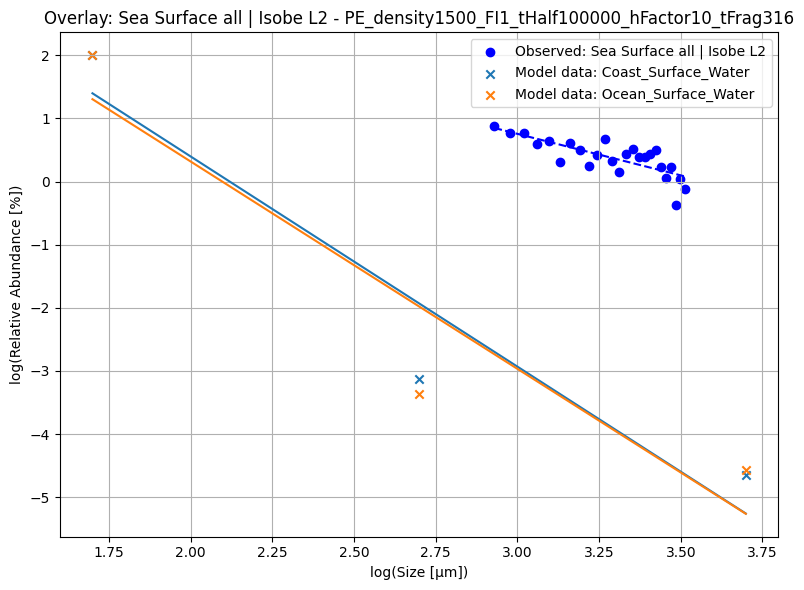 Overlay: Sea Surface all | Isobe L2 - PE_density1500_FI1_tHalf100000_hFactor10_tFrag316
Observed: Sea Surface all | Isobe L2
Model data: Coast_Surface_Water
Model data: Ocean_Surface_Water
log(Relative Abundance [%])
2
1
0
−1
−2
−3
−4
−5
1.75 2.00 2.25 2.50 2.75 3.00 3.25 3.50 3.75
log(Size [µm])